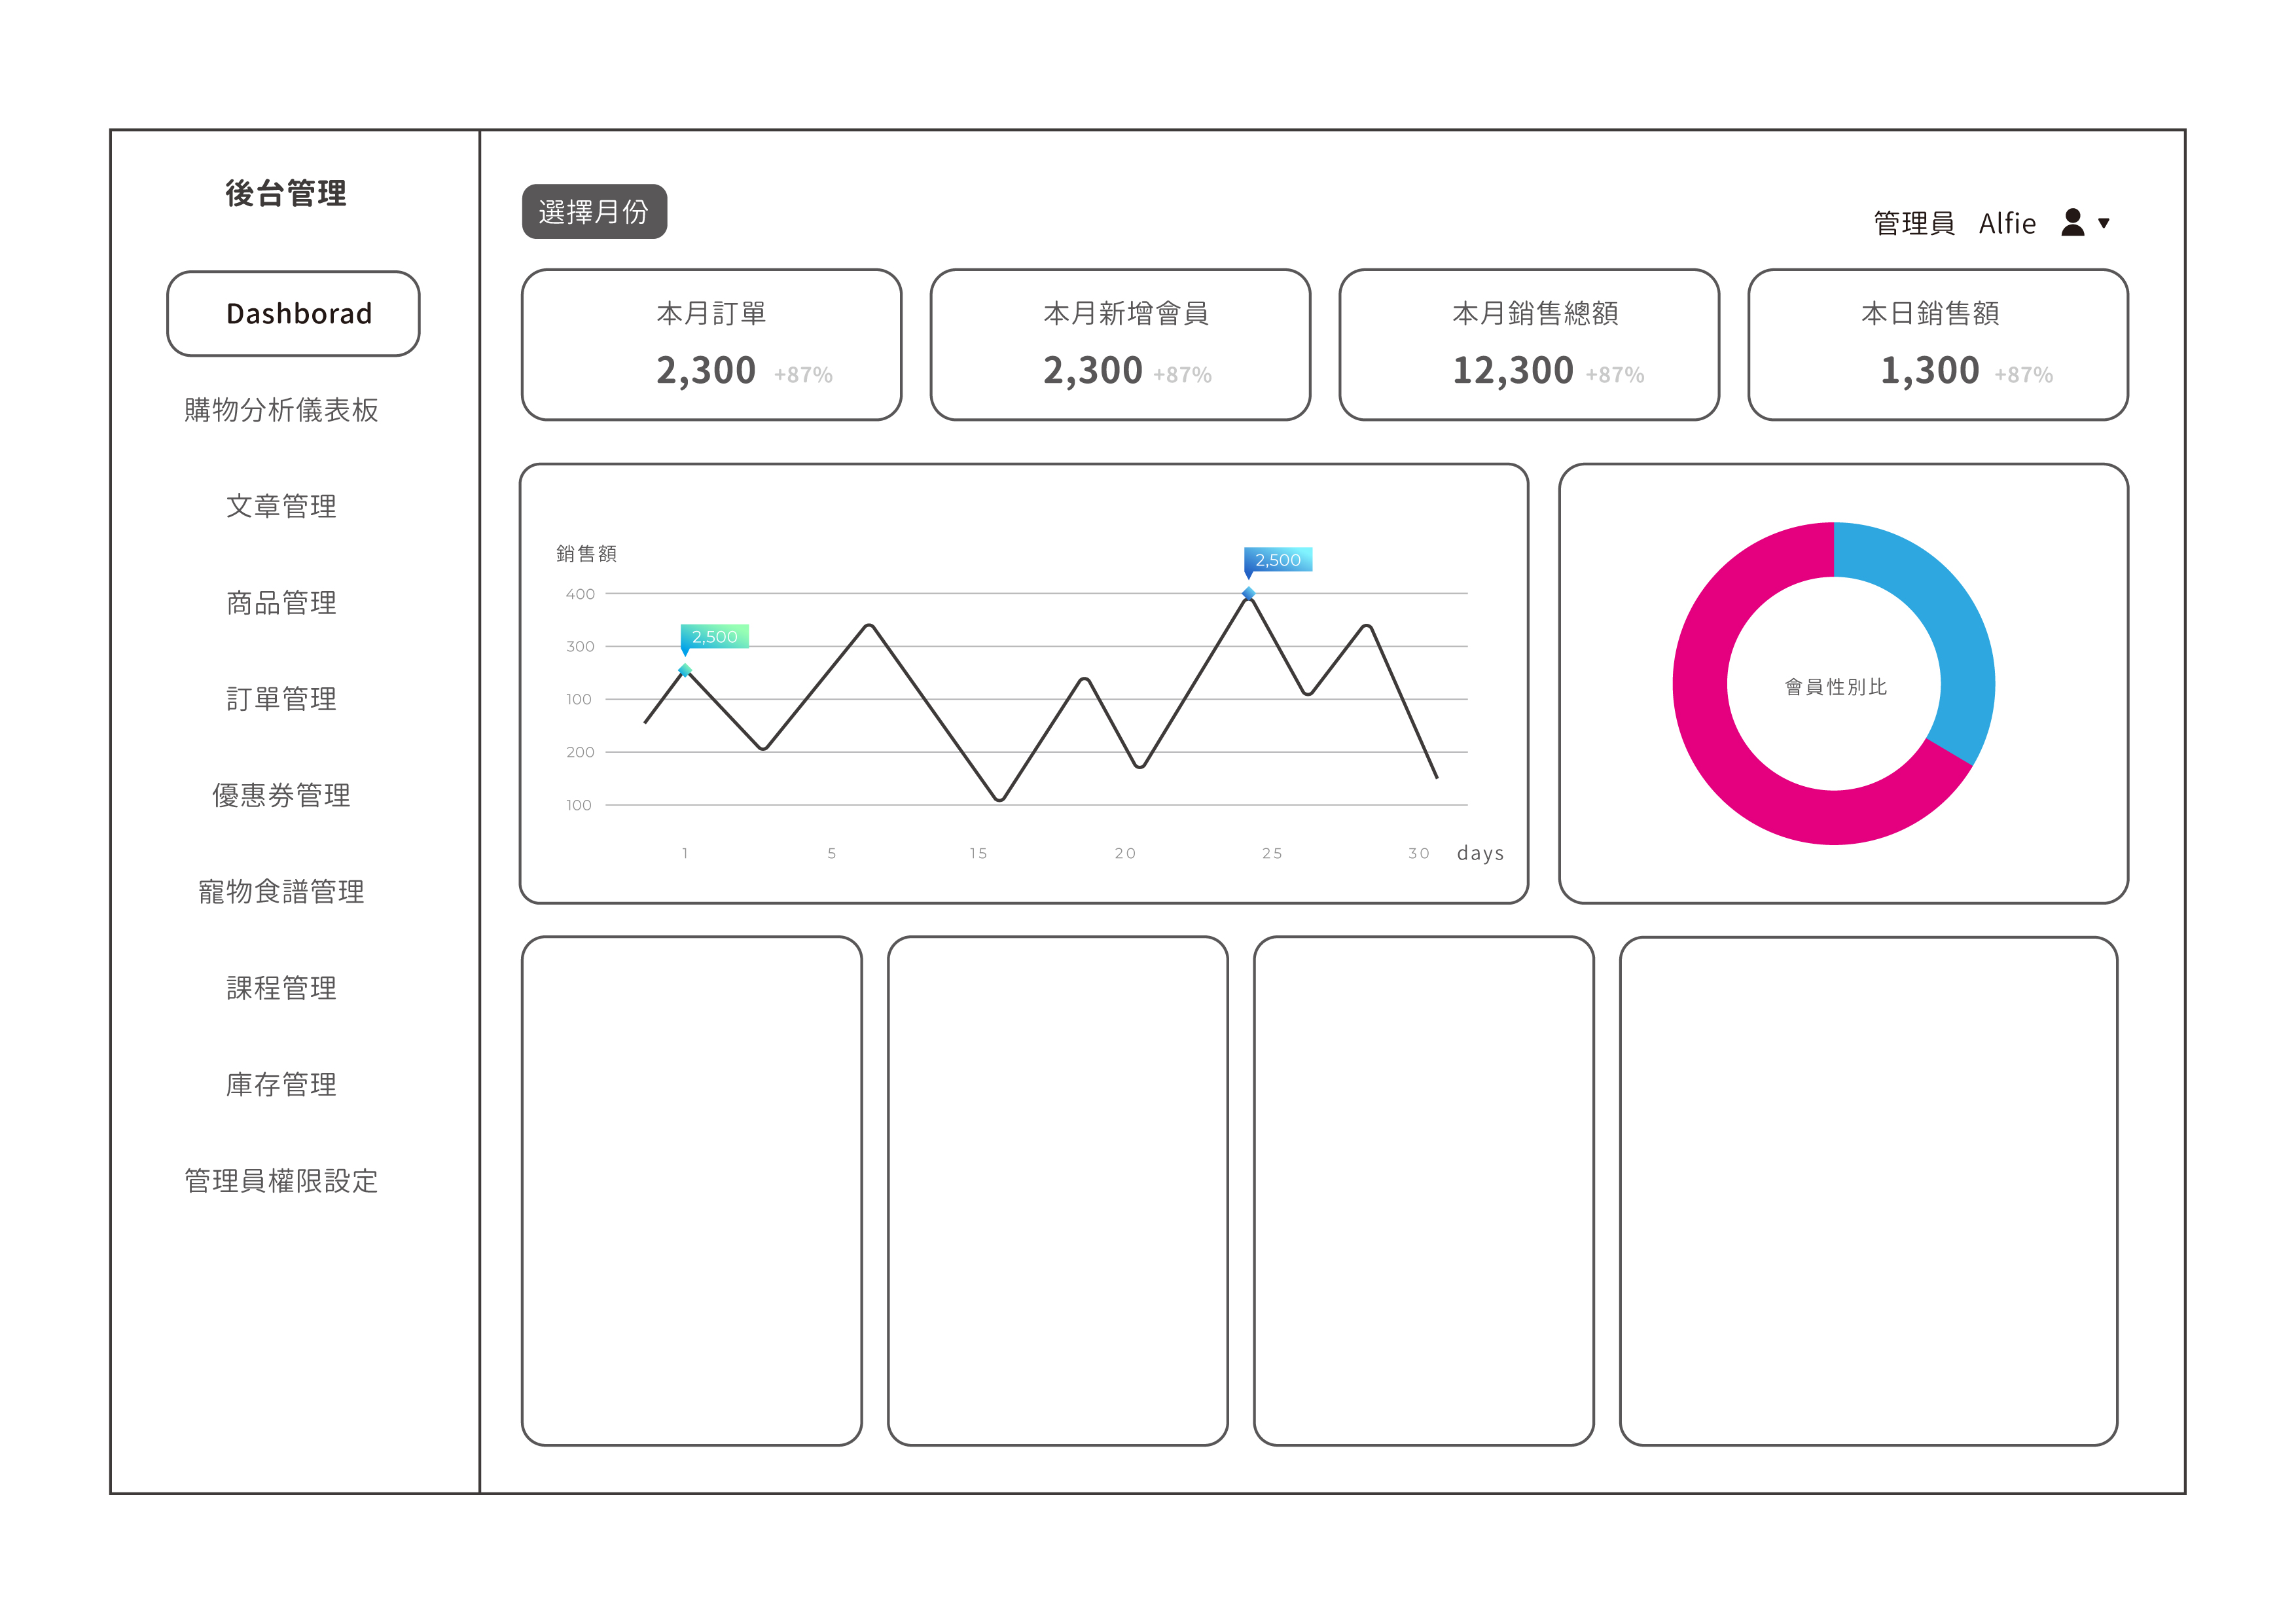 後台管理
Dashborad
購物分析儀表板
文章管理
商品管理
訂單管理
優惠券管理
寵物食譜管理
課程管理
庫存管理
管理員權限設定
選擇月份
管理員 Alfie
本月訂單
2,300 +87%
本月新增會員
2,300 +87%
本月銷售總額
12,300 +87%
本日銷售額
1,300 +87%
銷售額
400
300
100
200
100
2,500
2,500
1 5 15 20 25 30 days
會員性別比